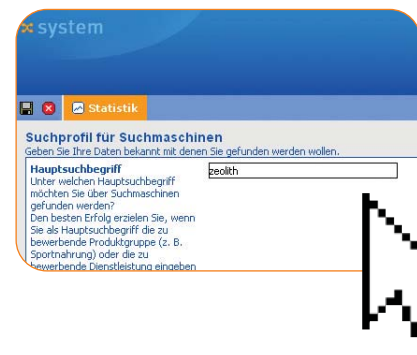 system
Statistik
Suchprofil für Suchmaschinen
Geben Sie Ihre Daten bekannt mit denen Sie gefunden werden wollen.
Hauptsuchbegriff
zeolith
Unter welchen Hauptsuchbegriff
möchten Sie über Suchmaschinen
gefunden werden?
Den besten Erfolg erzielen Sie, wenn
Sie als Hauptsuchbegriff die zu
bewerbende Produktgruppe (z. B.
Sportnahrung) oder die zu
bewerbende Dienstleistung eingeben